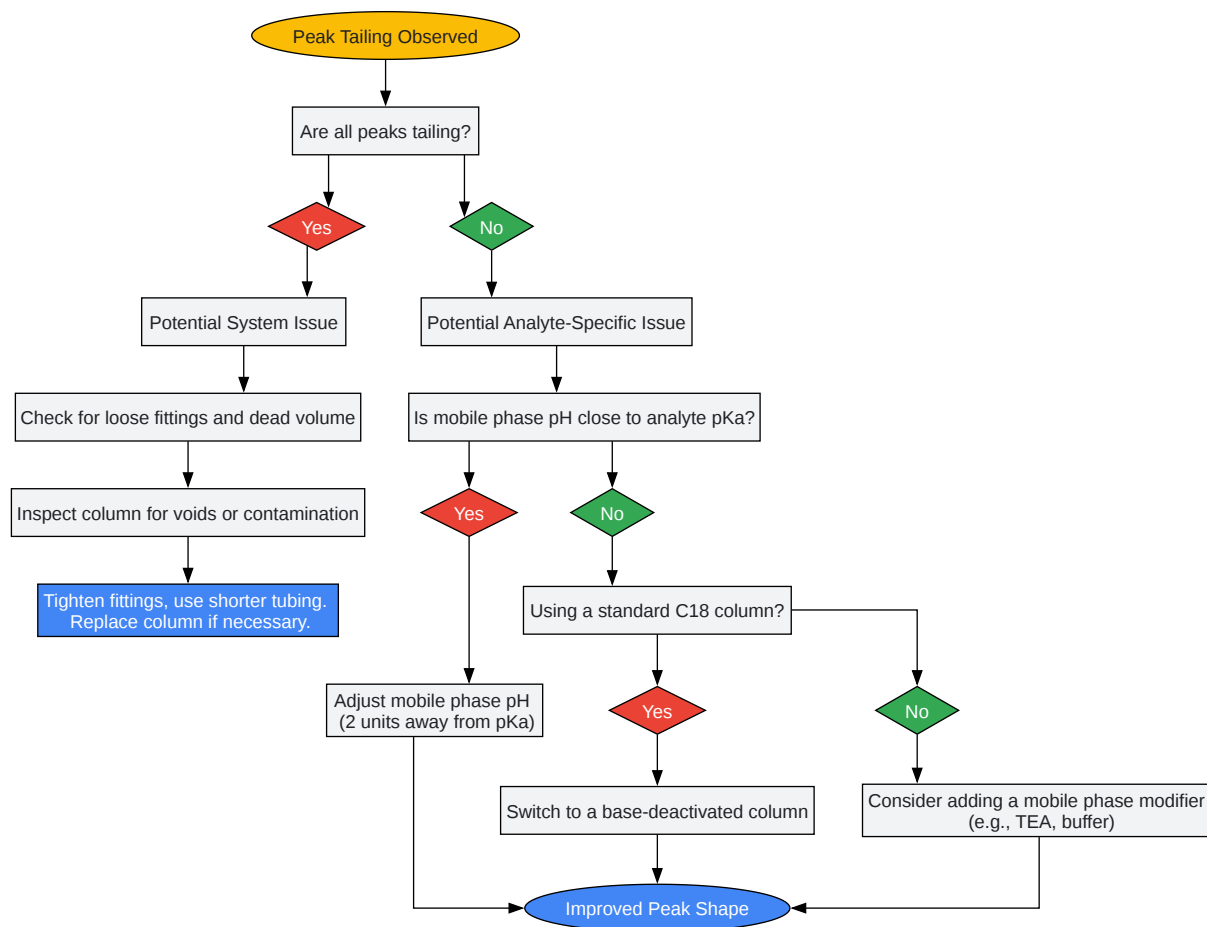 Peak Tailing Observed
Are all peaks tailing?
Yes
No
Potential System Issue
Potential Analyte-Specific Issue
Check for loose fittings and dead volume
Is mobile phase pH close to analyte pKa?
Inspect column for voids or contamination
Yes
No
Tighten fittings, use shorter tubing.
Replace column if necessary.
Using a standard C18 column?
Adjust mobile phase pH
(2 units away from pKa)
Yes
No
Switch to a base-deactivated column
Consider adding a mobile phase modifier
(e.g., TEA, buffer)
Improved Peak Shape